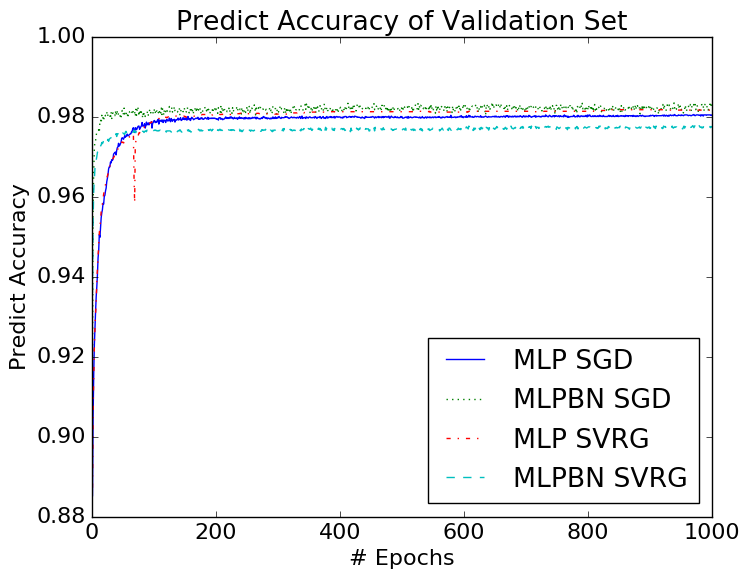 Predict Accuracy of Validation Set
1.00
0.98
0.96
0.94
0.92
0.90
0.88
Predict Accuracy
MLP SGD
MLPBN SGD
MLP SVRG
MLPBN SVRG
0 200 400 600 800 1000
# Epochs